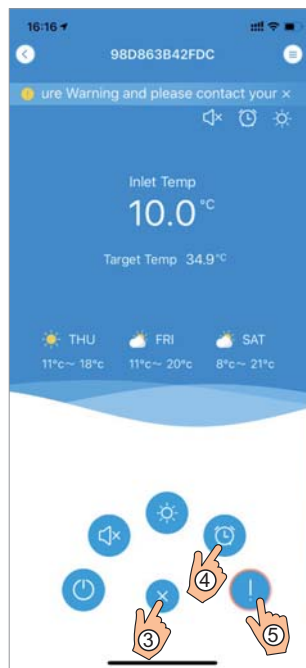 16:16
98D863B42FDC
ure Warning and please contact your ×
Inlet Temp
10.0°C
Target Temp 34.9°C
THU FRI SAT
11°c~ 18°c 11°c~ 20°c 8°c~ 21°c
④
③ ⑤